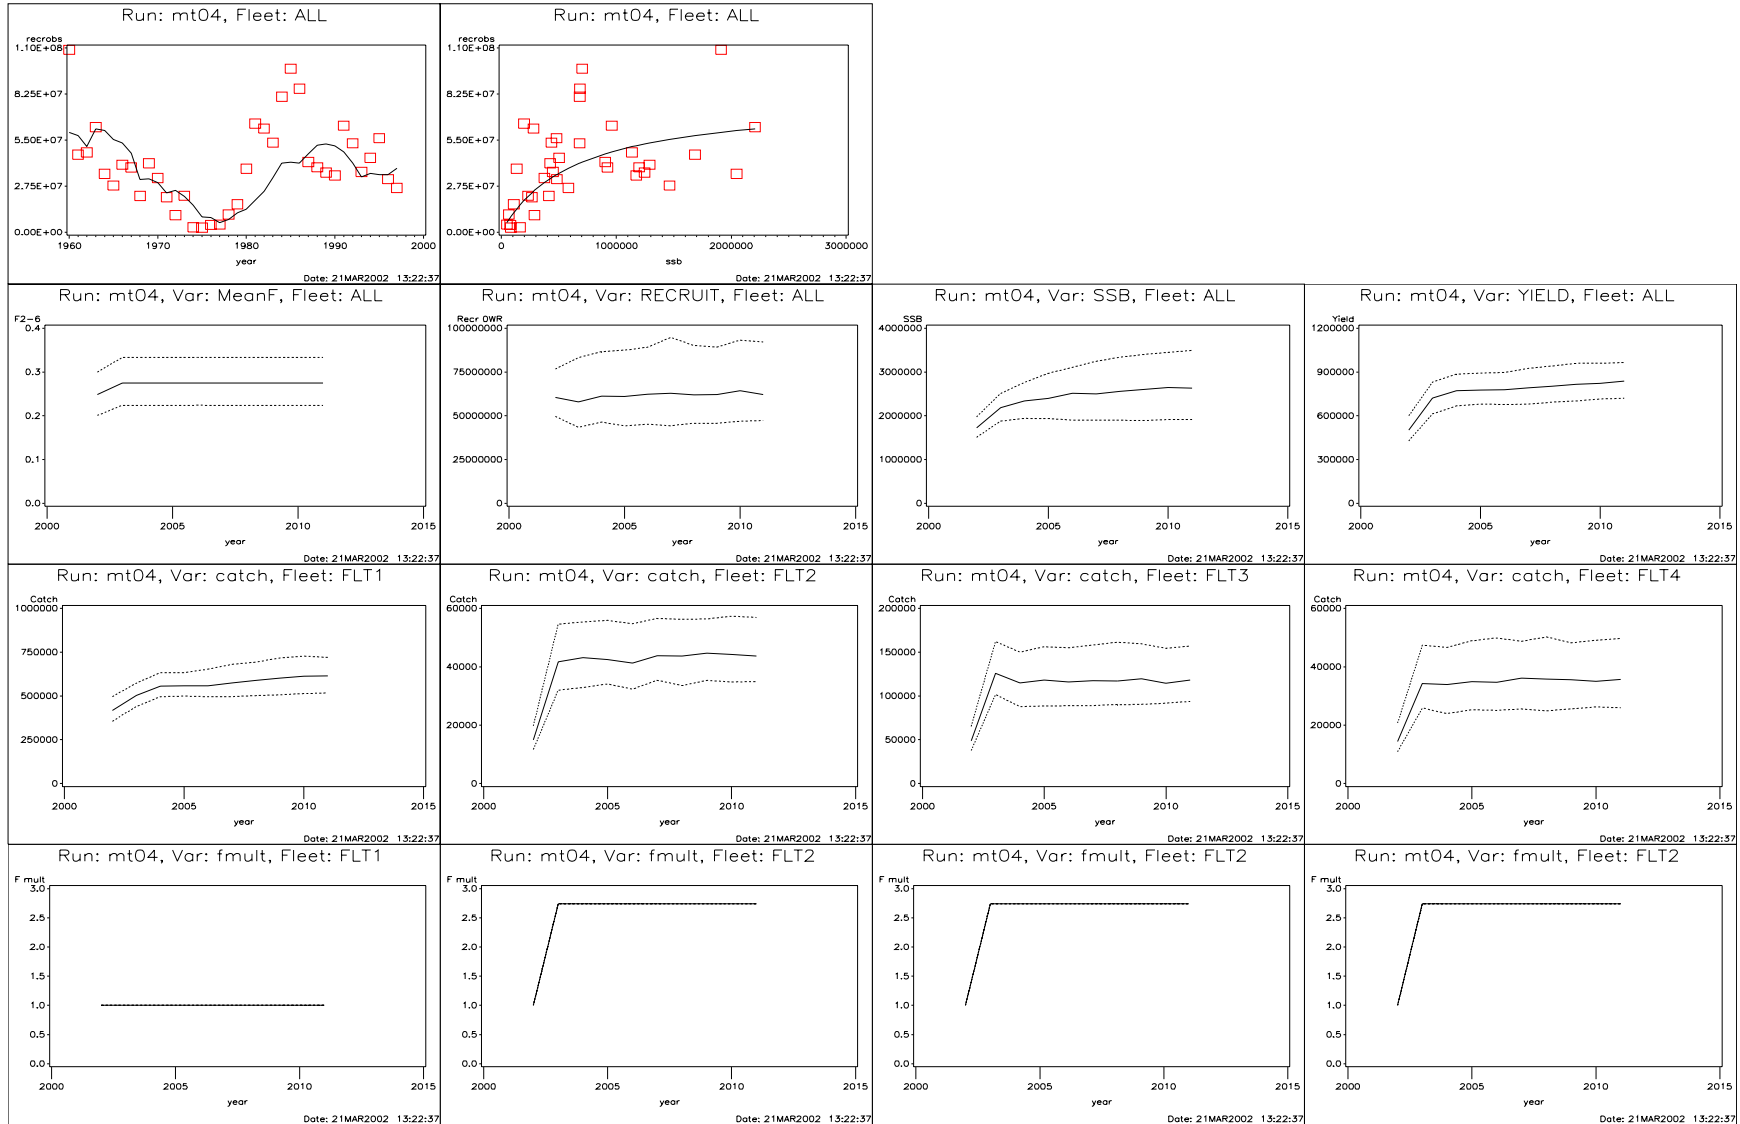 Run: mt04, Fleet: ALL
recrobs
1.10E+08
8.25E+07
5.50E+07
2.75E+07
0.00E+00
1960 1970 1980 1990 2000
year
Date: 21MAR2002 13:22:37
Run: mt04, Fleet: ALL
recrobs
1.10E+08
8.25E+07
5.50E+07
2.75E+07
0.00E+00
0 1000000 2000000 3000000
ssb
Date: 21MAR2002 13:22:37
Run: mt04, Var: MeanF, Fleet: ALL
F2-6
0.4
0.3
0.2
0.1
0.0
2000 2005 2010 2015
year
Date: 21MAR2002 13:22:37
Run: mt04, Var: RECRUIT, Fleet: ALL
Recr 0WR
100000000
75000000
50000000
25000000
0
2000 2005 2010 2015
year
Date: 21MAR2002 13:22:37
Run: mt04, Var: SSB, Fleet: ALL
SSB
4000000
3000000
2000000
1000000
0
2000 2005 2010 2015
year
Date: 21MAR2002 13:22:37
Run: mt04, Var: YIELD, Fleet: ALL
Yield
1200000
900000
600000
300000
0
2000 2005 2010 2015
year
Date: 21MAR2002 13:22:37
Run: mt04, Var: catch, Fleet: FLT1
Catch
1000000
750000
500000
250000
0
2000 2005 2010 2015
year
Date: 21MAR2002 13:22:37
Run: mt04, Var: catch, Fleet: FLT2
Catch
60000
40000
20000
0
2000 2005 2010 2015
year
Date: 21MAR2002 13:22:37
Run: mt04, Var: catch, Fleet: FLT3
Catch
200000
150000
100000
50000
0
2000 2005 2010 2015
year
Date: 21MAR2002 13:22:37
Run: mt04, Var: catch, Fleet: FLT4
Catch
60000
40000
20000
0
2000 2005 2010 2015
year
Date: 21MAR2002 13:22:37
Run: mt04, Var: fmult, Fleet: FLT1
F mult
3.0
2.5
2.0
1.5
1.0
0.5
0.0
2000 2005 2010 2015
year
Date: 21MAR2002 13:22:37
Run: mt04, Var: fmult, Fleet: FLT2
F mult
3.0
2.5
2.0
1.5
1.0
0.5
0.0
2000 2005 2010 2015
year
Date: 21MAR2002 13:22:37
Run: mt04, Var: fmult, Fleet: FLT2
F mult
3.0
2.5
2.0
1.5
1.0
0.5
0.0
2000 2005 2010 2015
year
Date: 21MAR2002 13:22:37
Run: mt04, Var: fmult, Fleet: FLT2
F mult
3.0
2.5
2.0
1.5
1.0
0.5
0.0
2000 2005 2010 2015
year
Date: 21MAR2002 13:22:37